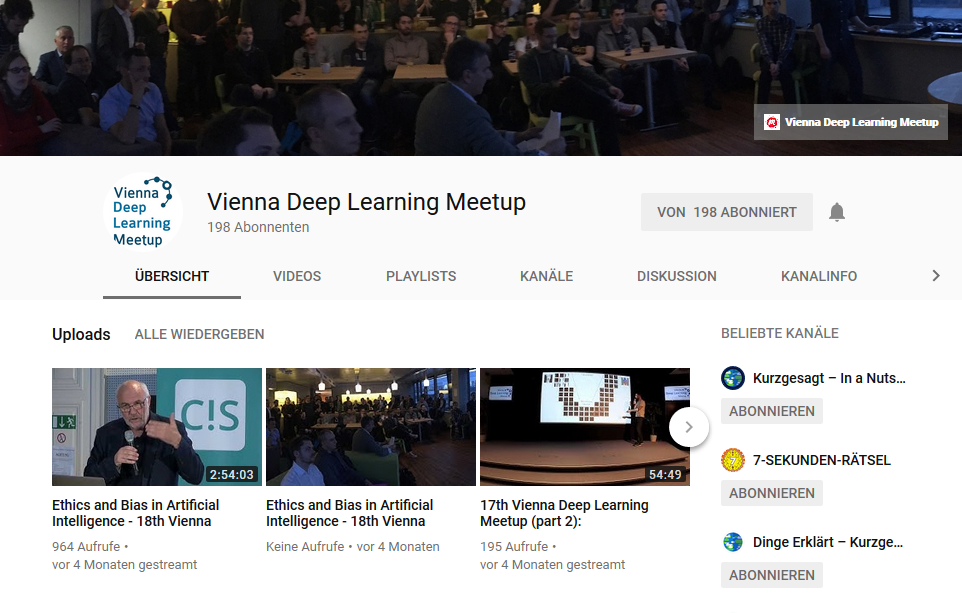 Vienna Deep Learning Meetup
Vienna
Deep
Learning
Meetup
Vienna Deep Learning Meetup
198 Abonnenten
VON 198 ABONNIERT
ÜBERSICHT
VIDEOS
PLAYLISTS
KANÄLE
DISKUSSION
KANALINFO
Uploads
ALLE WIEDERGEBEN
C!S
2:54:03
Ethics and Bias in Artificial
Intelligence - 18th Vienna
964 Aufrufe •
vor 4 Monaten gestreamt
Ethics and Bias in Artificial
Intelligence - 18th Vienna
Keine Aufrufe • vor 4 Monaten
54:49
17th Vienna Deep Learning
Meetup (part 2):
195 Aufrufe •
vor 4 Monaten gestreamt
BELIEBTE KANÄLE
Kurzgesagt – In a Nuts...
ABONNIEREN
7
7-SEKUNDEN-RÄTSEL
ABONNIEREN
Dinge Erklärt – Kurzge...
ABONNIEREN